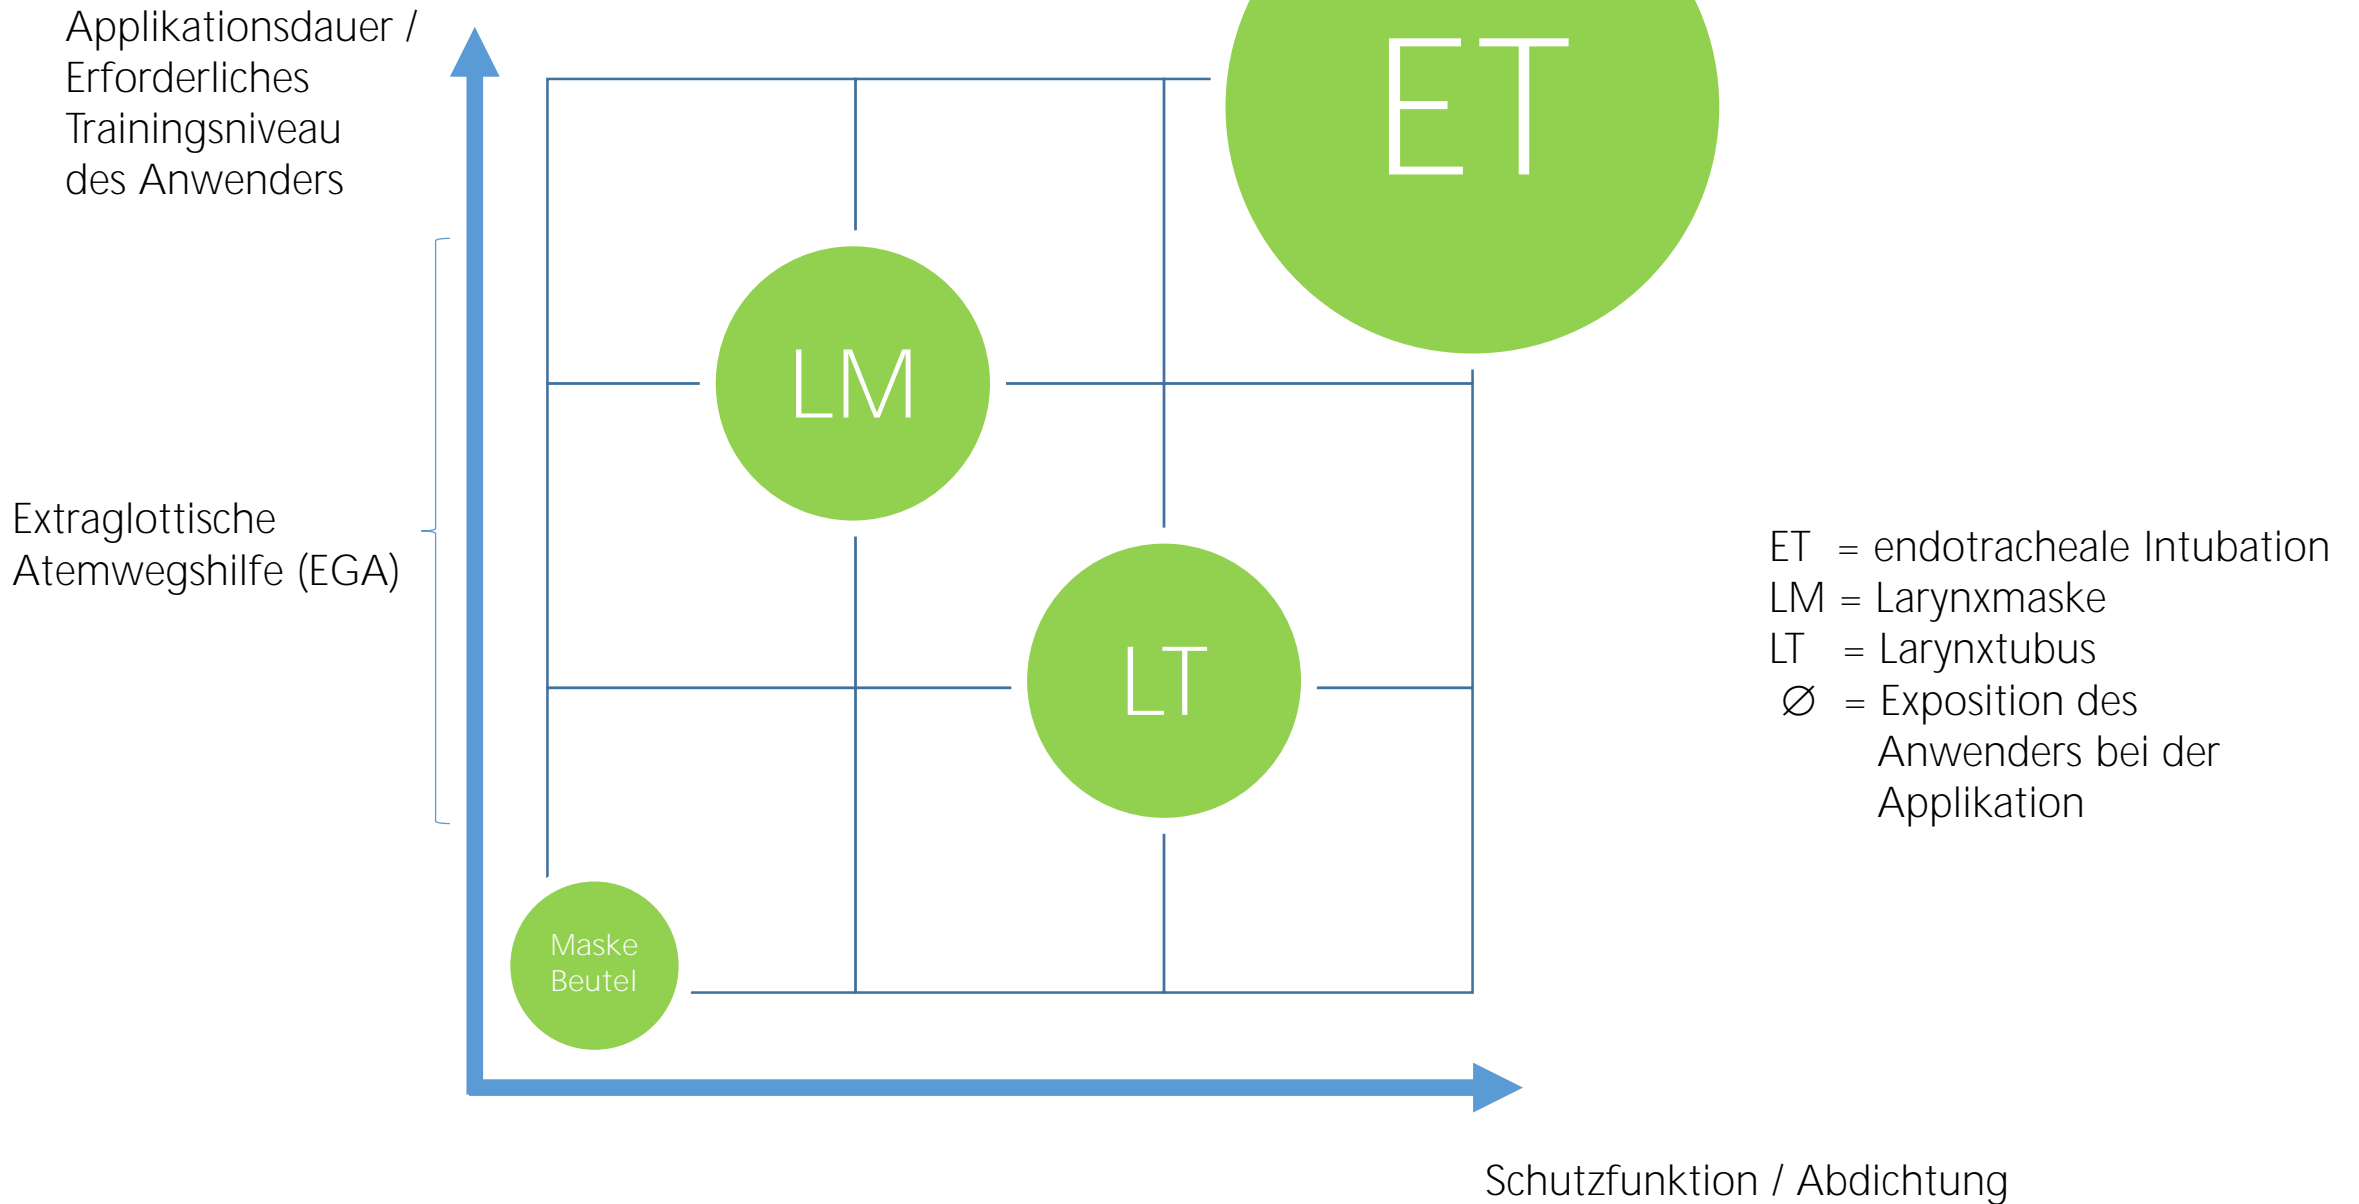 Applikationsdauer /
Erforderliches
Trainingsniveau
des Anwenders
ET
LM
Extraglottische
Atemwegshilfe (EGA)
LT
Maske
Beutel
ET = endotracheale Intubation
LM = Larynxmaske
LT = Larynxtubus
∅ = Exposition des
Anwenders bei der
Applikation
Schutzfunktion / Abdichtung